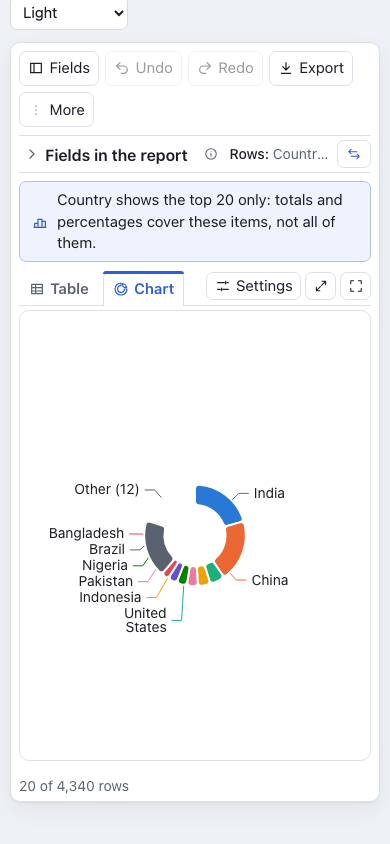 Light
Fields
Undo
Redo
Export
More
Fields in the report
Rows: Countr...
Country shows the top 20 only: totals and
percentages cover these items, not all of
them.
Table
Chart
Settings
Other (12)
India
Bangladesh
Brazil
Nigeria
Pakistan
China
Indonesia
United
States
20 of 4,340 rows